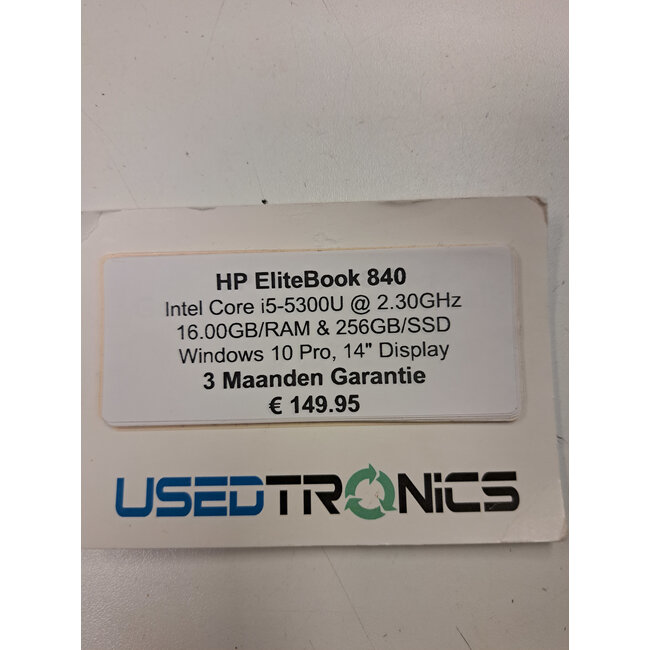 HP EliteBook 840
Intel Core i5-5300U @ 2.30GHz
16.00GB/RAM & 256GB/SSD
Windows 10 Pro, 14" Display
3 Maanden Garantie
€ 149.95
USEDTRONiCS